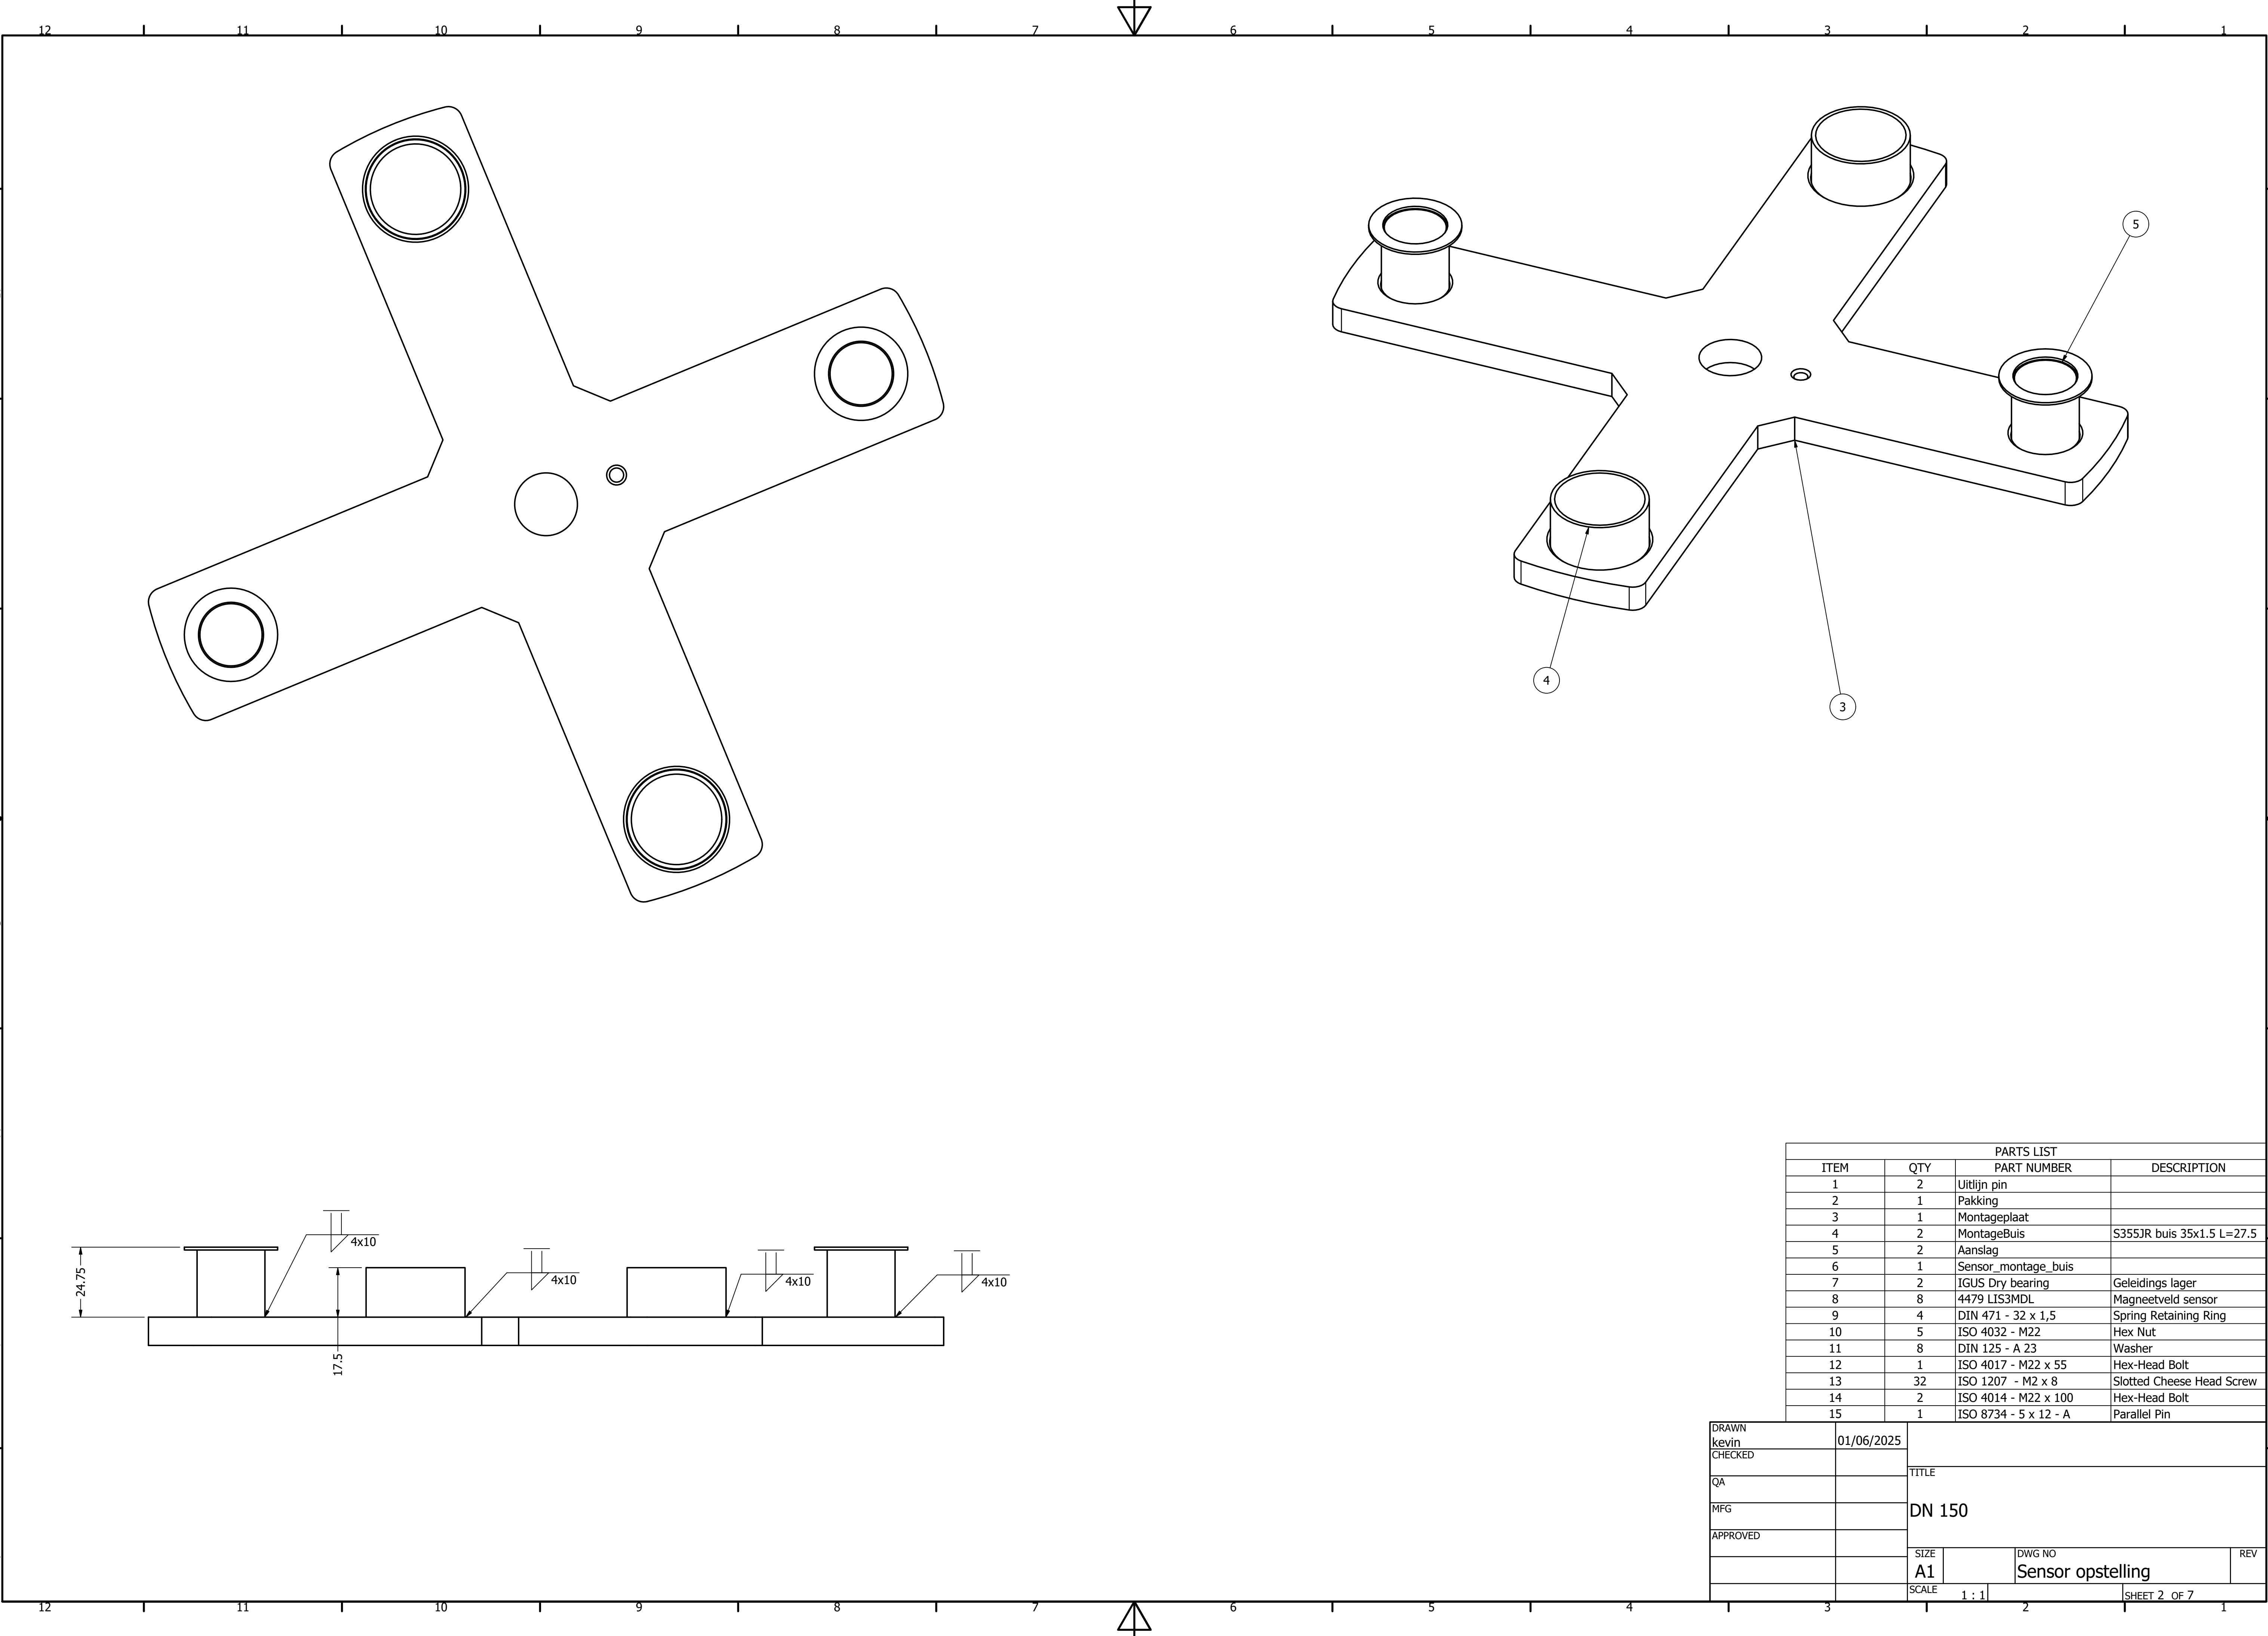 12 11 10 9 8 7 6 5 4 3 2 1
5
4
3
24.75
17.5
4x10
4x10
4x10
4x10
PARTS LIST
ITEM QTY PART NUMBER DESCRIPTION
1 2 Uitlijn pin
2 1 Pakking
3 1 Montageplaat
4 2 MontageBuis S355JR buis 35x1.5 L=27.5
5 2 Aanslag
6 1 Sensor_montage_buis
7 2 IGUS Dry bearing Geleidings lager
8 8 4479 LIS3MDL Magneetveld sensor
9 4 DIN 471 - 32 x 1,5 Spring Retaining Ring
10 5 ISO 4032 - M22 Hex Nut
11 8 DIN 125 - A 23 Washer
12 1 ISO 4017 - M22 x 55 Hex-Head Bolt
13 32 ISO 1207 - M2 x 8 Slotted Cheese Head Screw
14 2 ISO 4014 - M22 x 100 Hex-Head Bolt
15 1 ISO 8734 - 5 x 12 - A Parallel Pin
DRAWN
kevin 01/06/2025
CHECKED
QA
MFG
APPROVED
TITLE
DN 150
SIZE
A1
DWG NO
Sensor opstelling
REV
SCALE 1 : 1
SHEET 2 OF 7
12 11 10 9 8 7 6 5 4 3 2 1